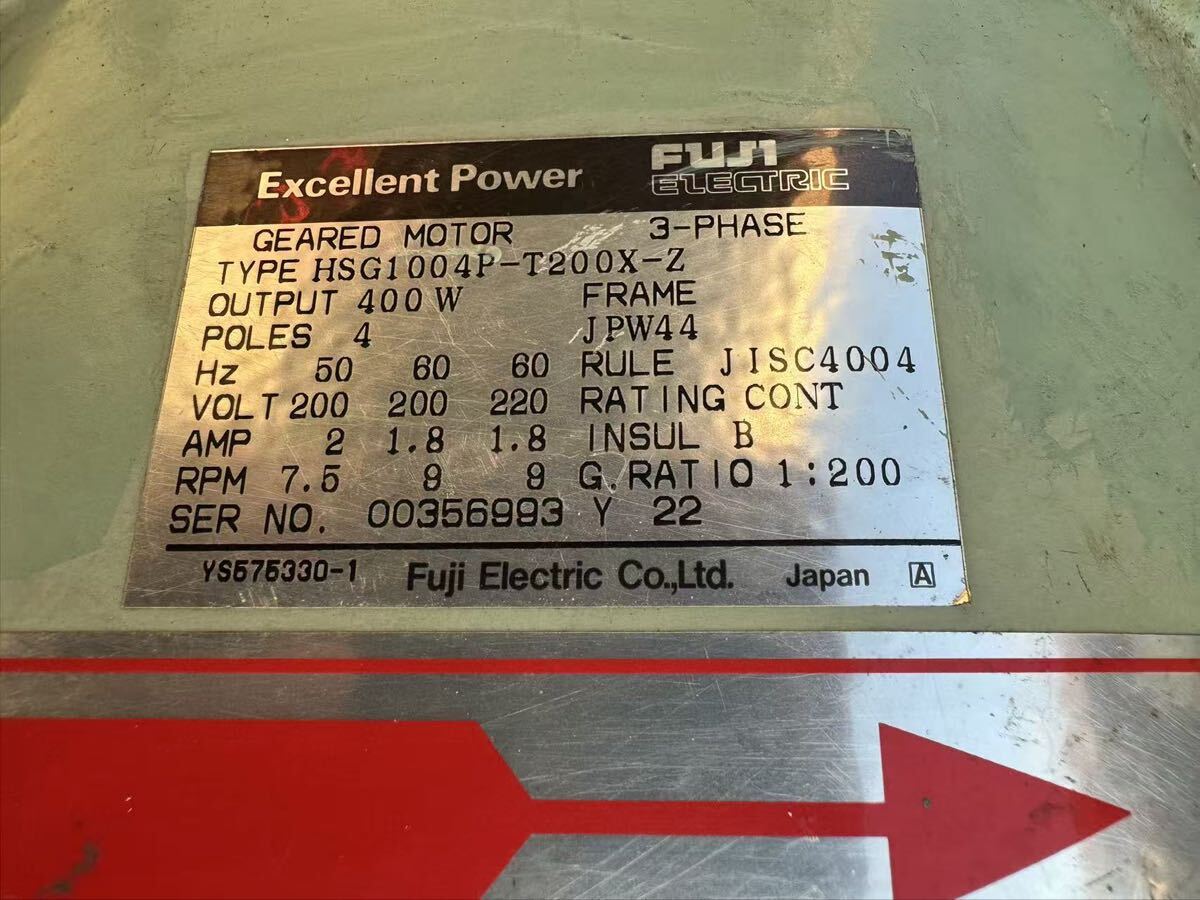 Excellent Power FUJI ELECTRIC
GEARED MOTOR 3-PHASE
TYPE HSG1004P-T200X-Z
OUTPUT 400 W FRAME
POLES 4 JPW44
Hz 50 60 60 RULE JISC4004
VOLT 200 200 220 RATING CONT
AMP 2 1.8 1.8 INSUL B
RPM 7.5 9 9 G.RATIO 1:200
SER NO. 00356993 Y 22
YS575330-1 Fuji Electric Co.,Ltd. Japan A